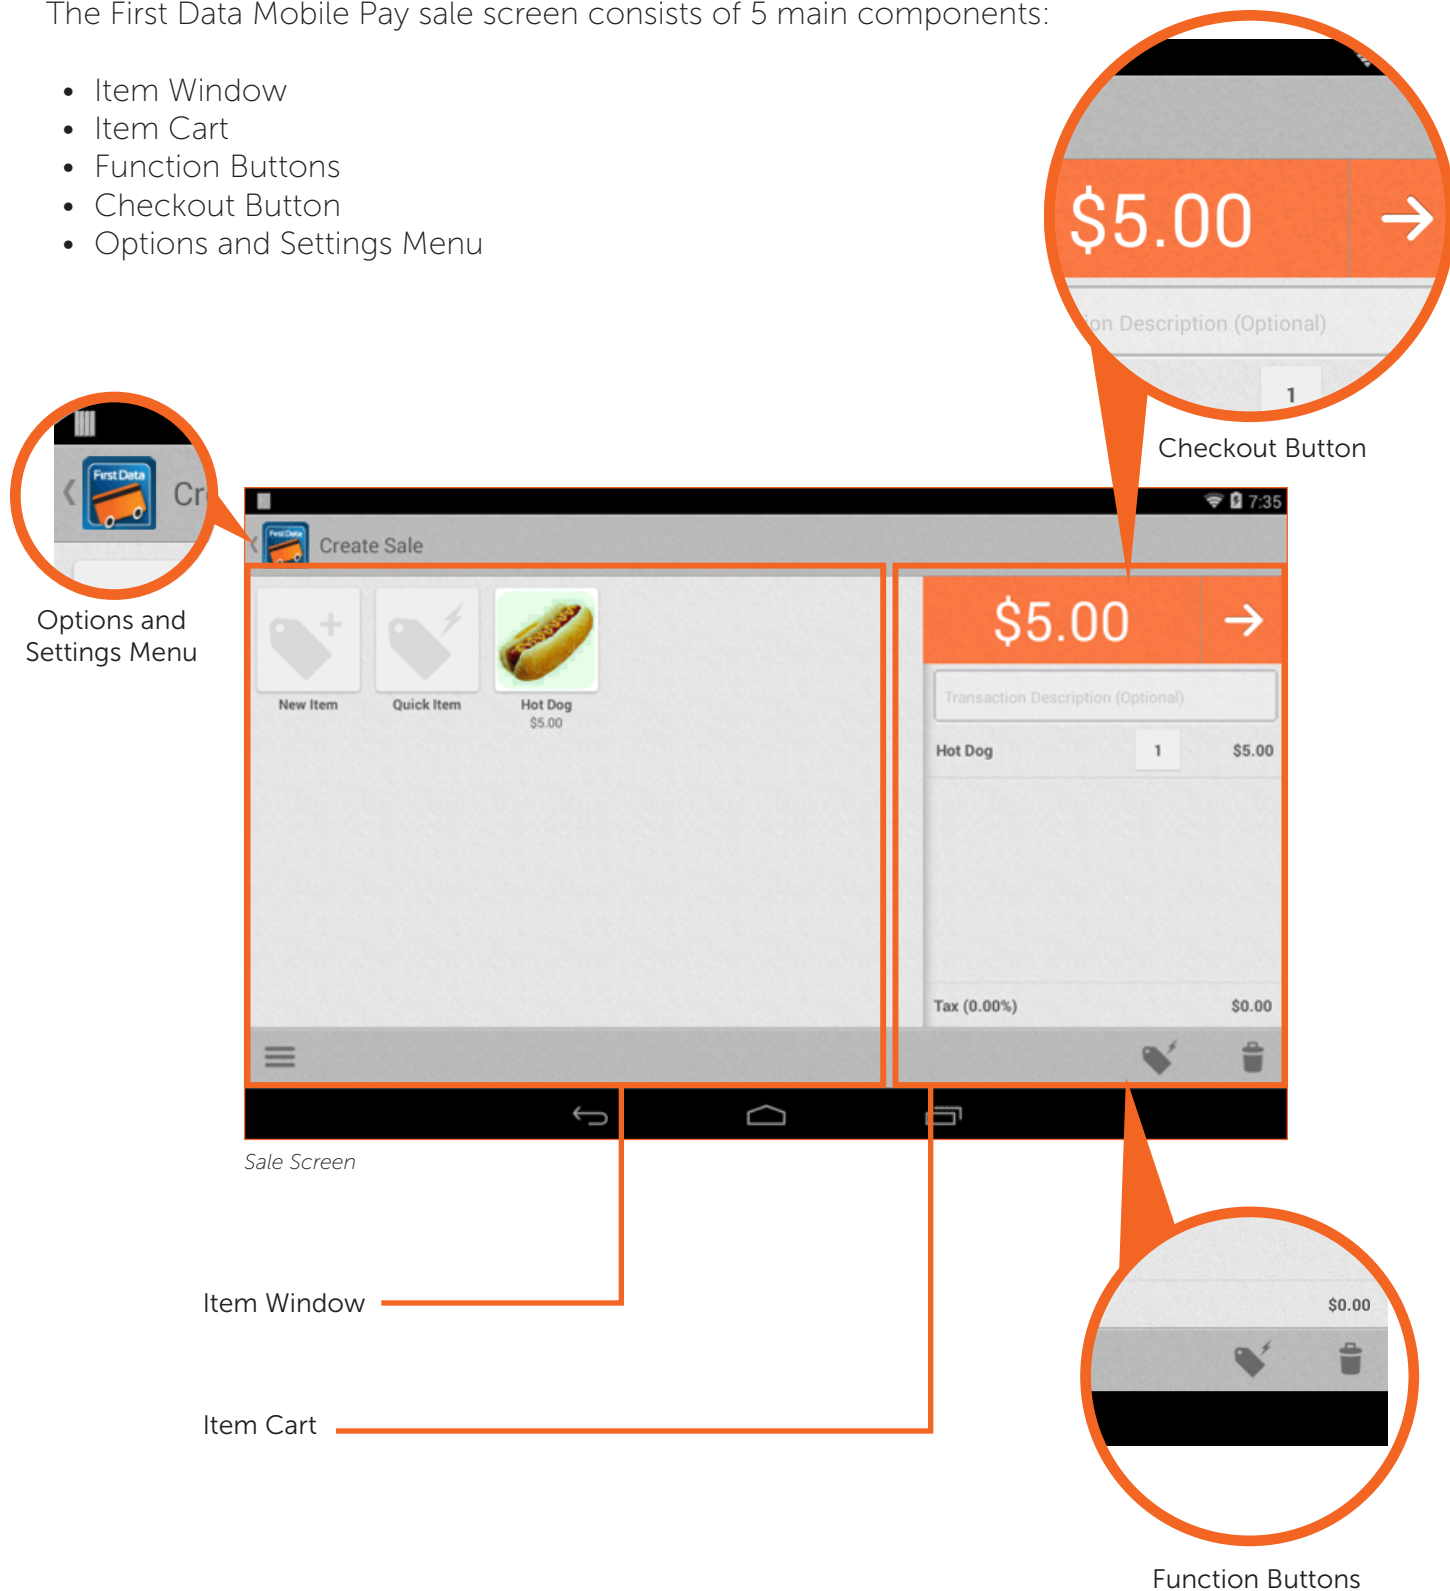 The First Data Mobile Pay sale screen consists of 5 main components:
• Item Window
• Item Cart
• Function Buttons
• Checkout Button
• Options and Settings Menu
$5.00
ion Description (Optional)
1
Checkout Button
First Data
Cr
Options and
Settings Menu
7:35
First Data
Create Sale
New Item
Quick Item
Hot Dog
$5.00
$5.00
Transaction Description (Optional)
Hot Dog 1 $5.00
Tax (0.00%) $0.00
Sale Screen
Item Window
Item Cart
$0.00
Function Buttons